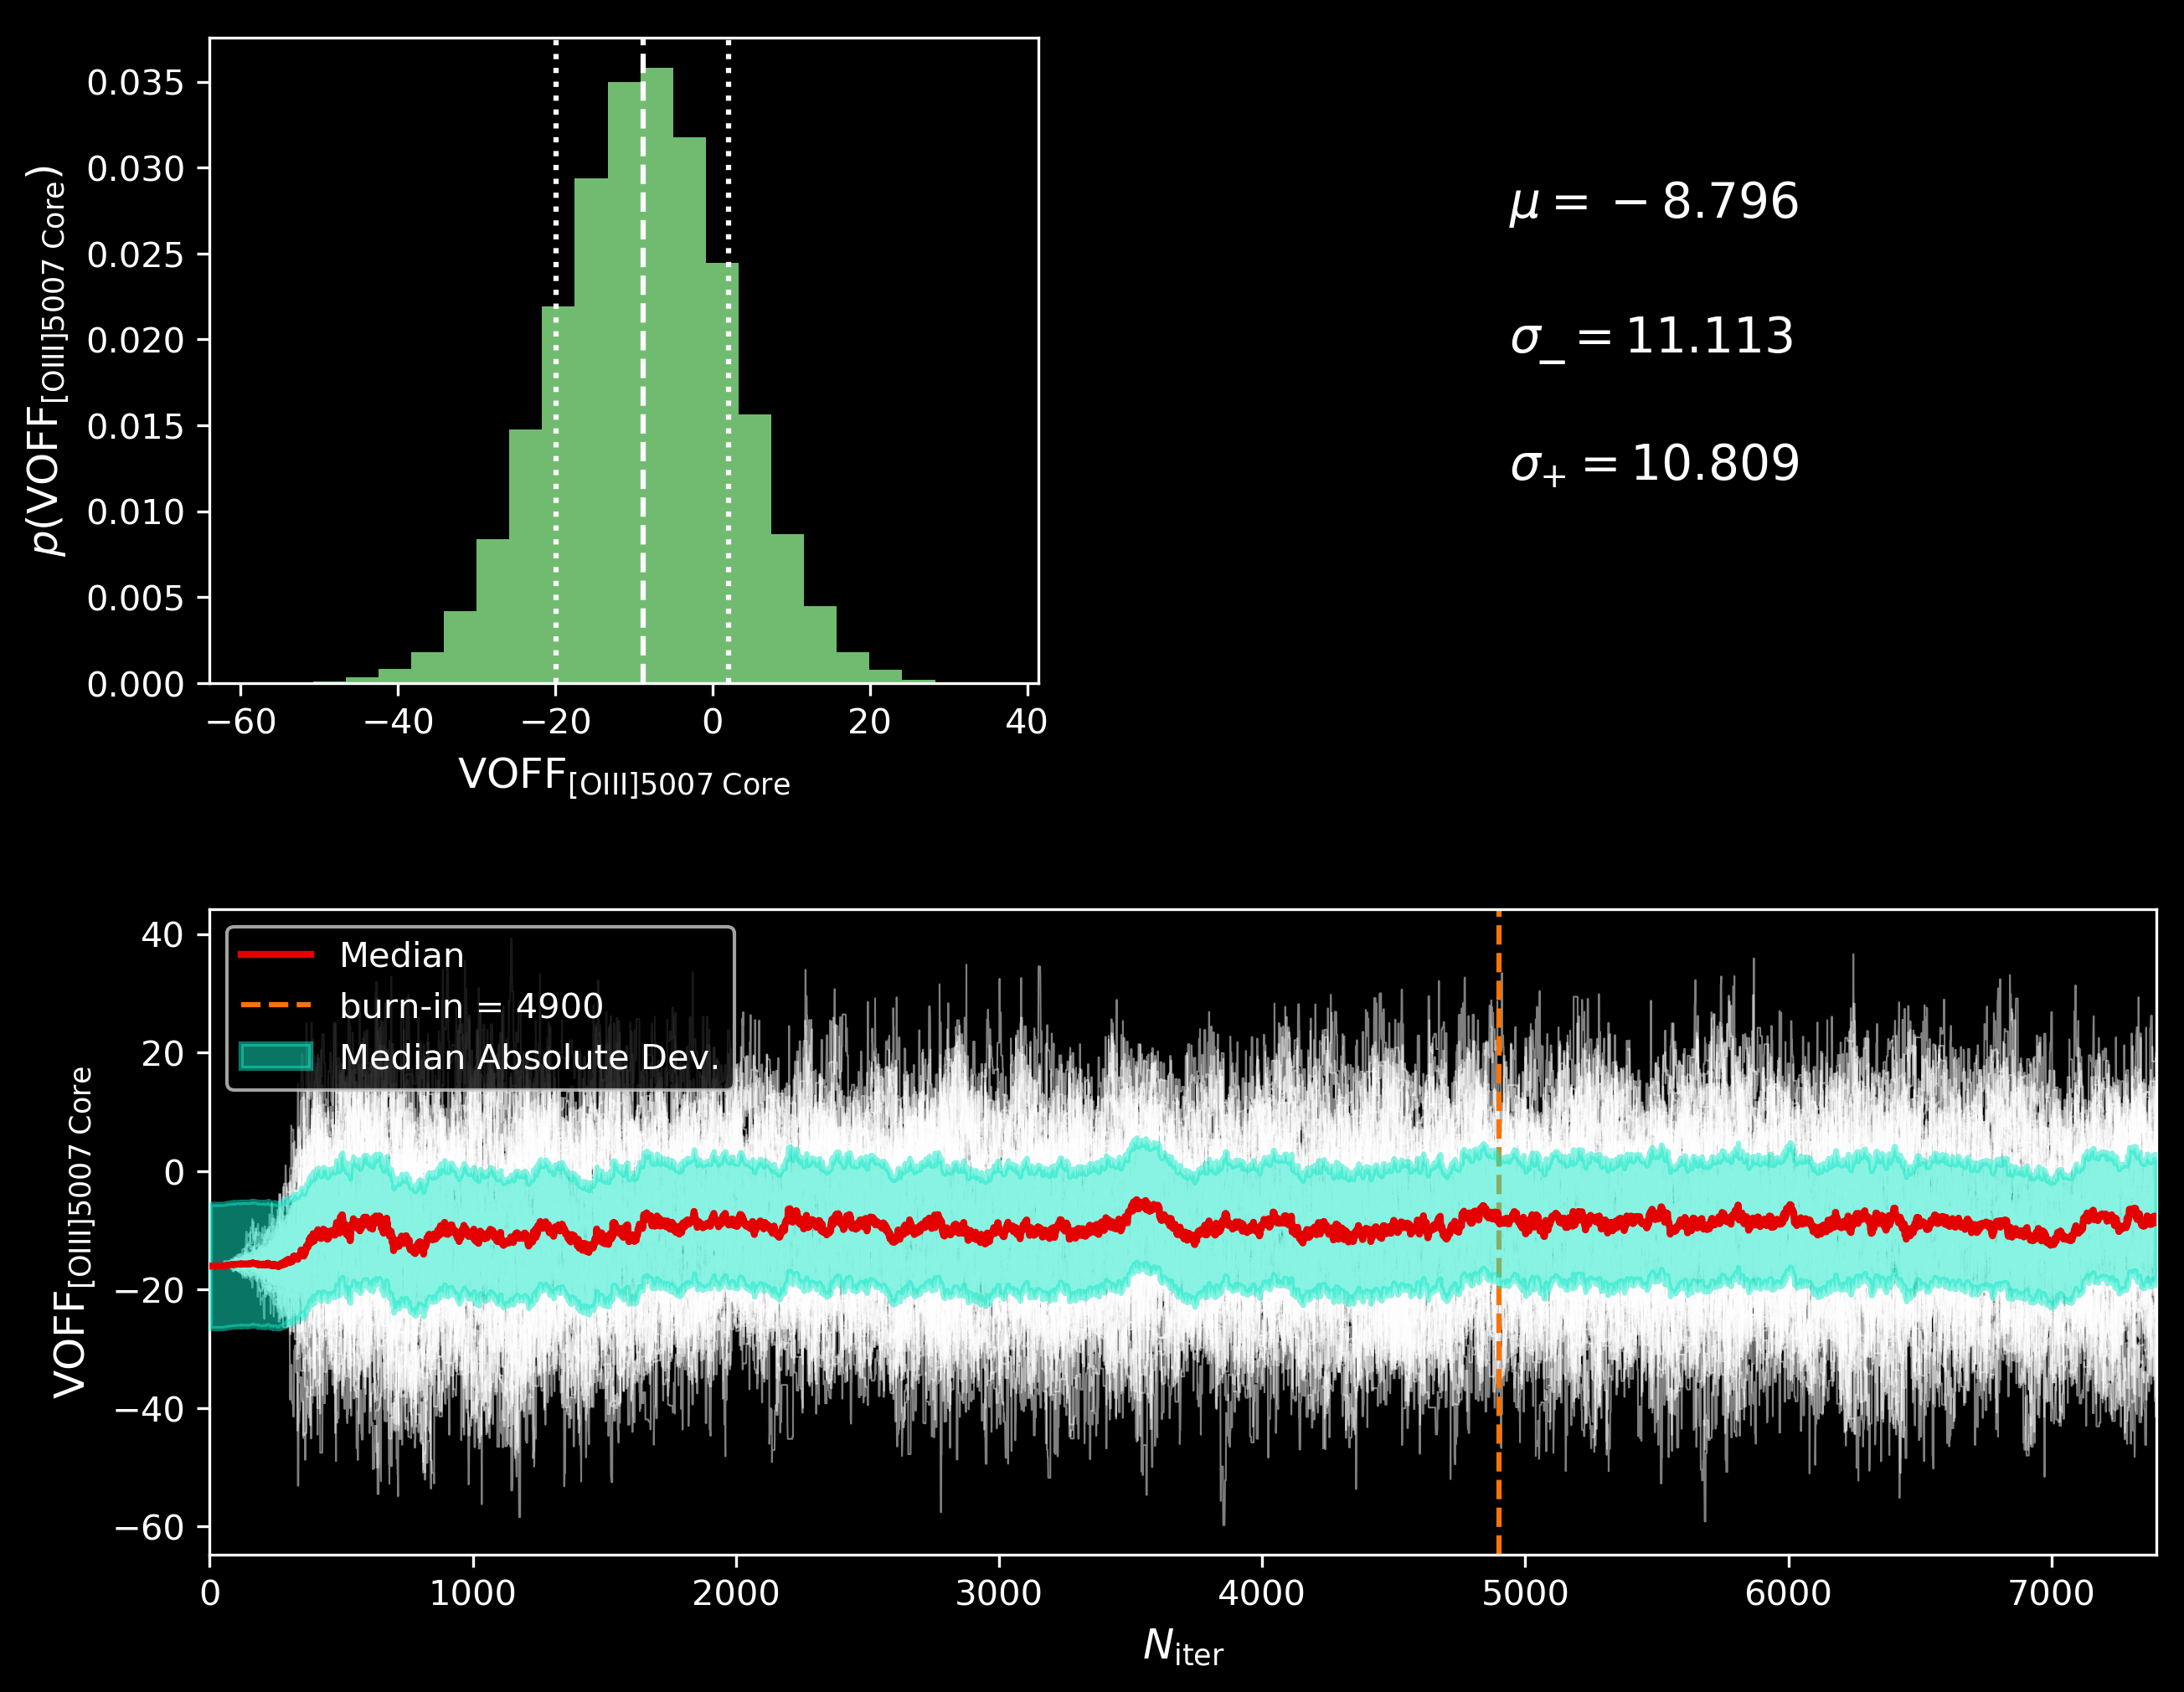 0.035
0.030
0.025
0.020
0.015
0.010
0.005
0.000
p(VOFF[OIII]5007 Core)
−60 −40 −20 0 20 40
VOFF[OIII]5007 Core
μ = −8.796
σ− = 11.113
σ+ = 10.809
40
20
0
−20
−40
−60
VOFF[OIII]5007 Core
Median
burn-in = 4900
Median Absolute Dev.
0 1000 2000 3000 4000 5000 6000 7000
Niter